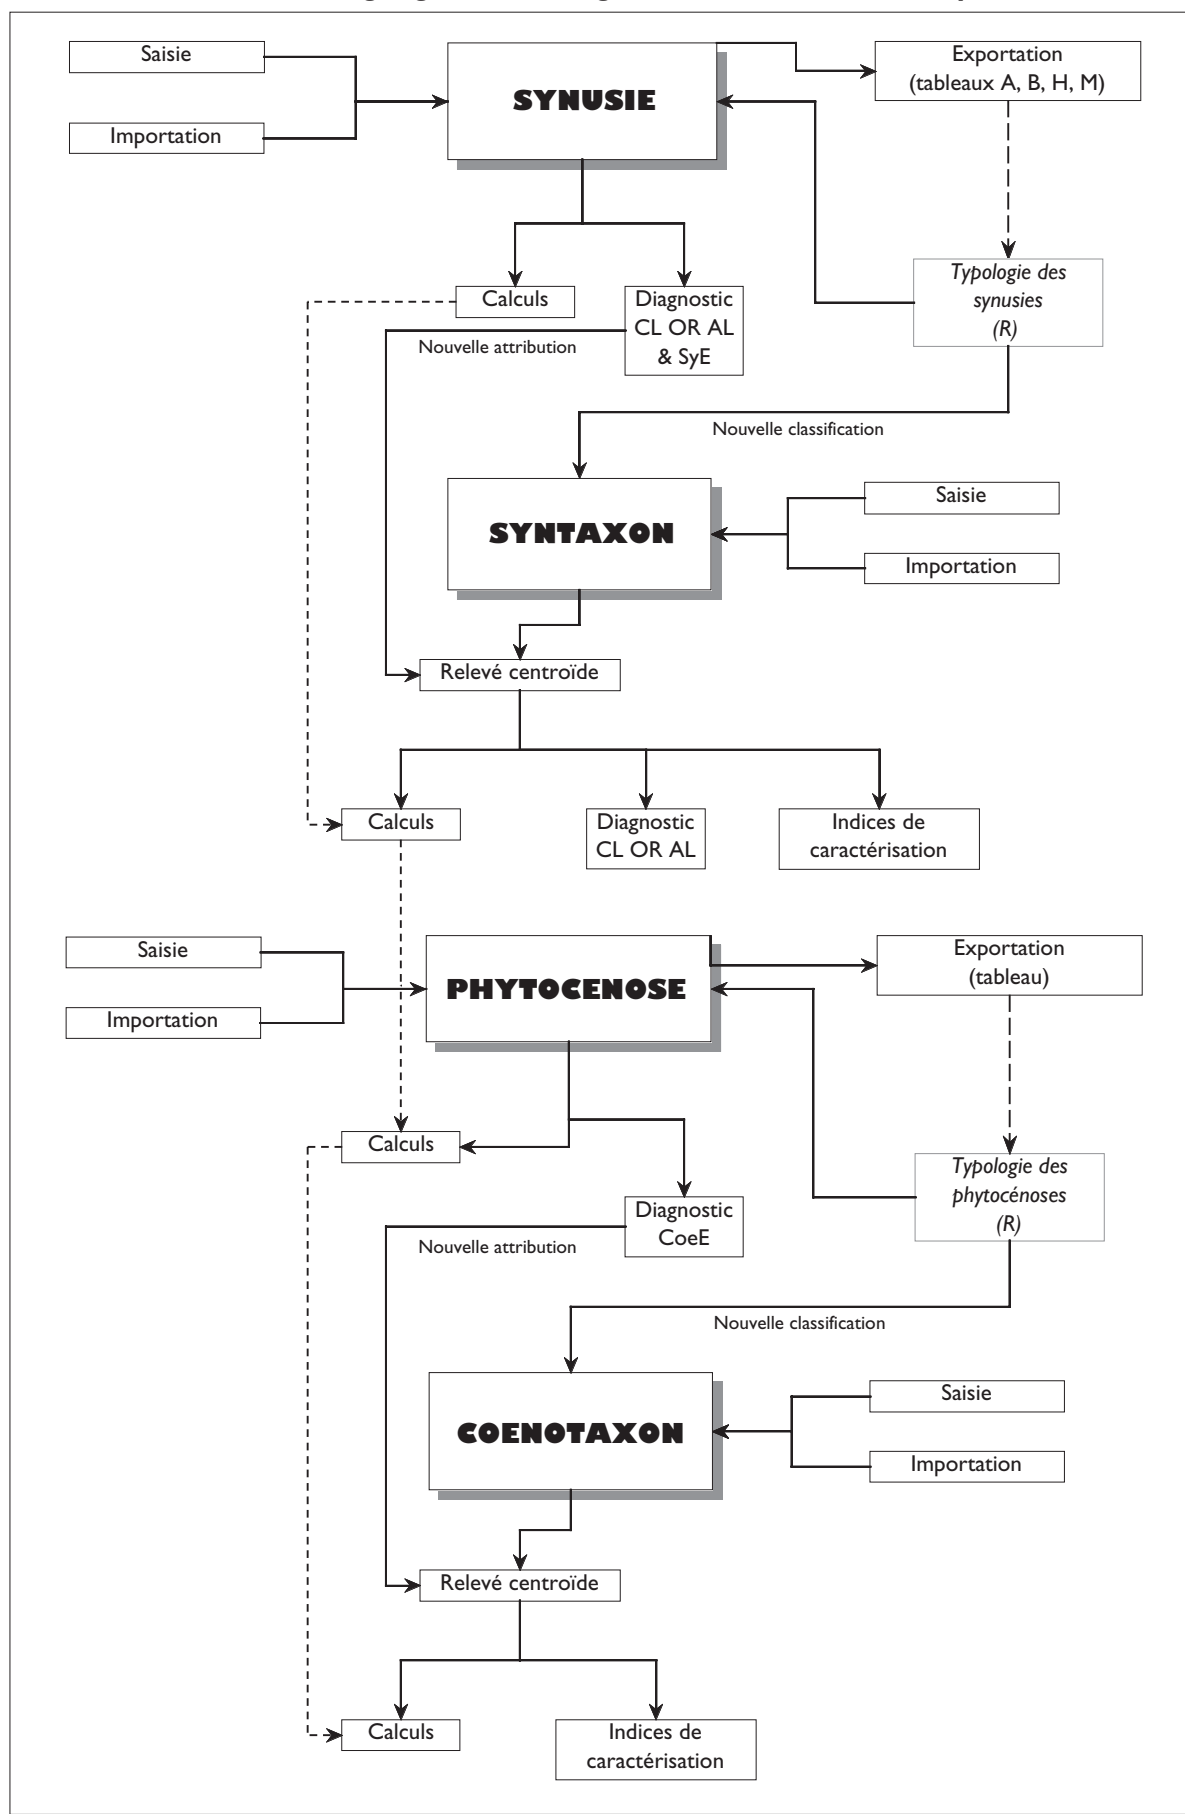 Saisie
Importation
SYNUSIE
Exportation
(tableaux A, B, H, M)
Calculs
Diagnostic
CL OR AL
& SyE
Typologie des
synusies
(R)
Nouvelle attribution
Nouvelle classification
SYNTAXON
Saisie
Importation
Relevé centroïde
Calculs
Diagnostic
CL OR AL
Indices de
caractérisation
Saisie
Importation
PHYTOCENOSE
Exportation
(tableau)
Calculs
Typologie des
phytocénoses
(R)
Diagnostic
CoeE
Nouvelle attribution
Nouvelle classification
COENOTAXON
Saisie
Importation
Relevé centroïde
Calculs
Indices de
caractérisation